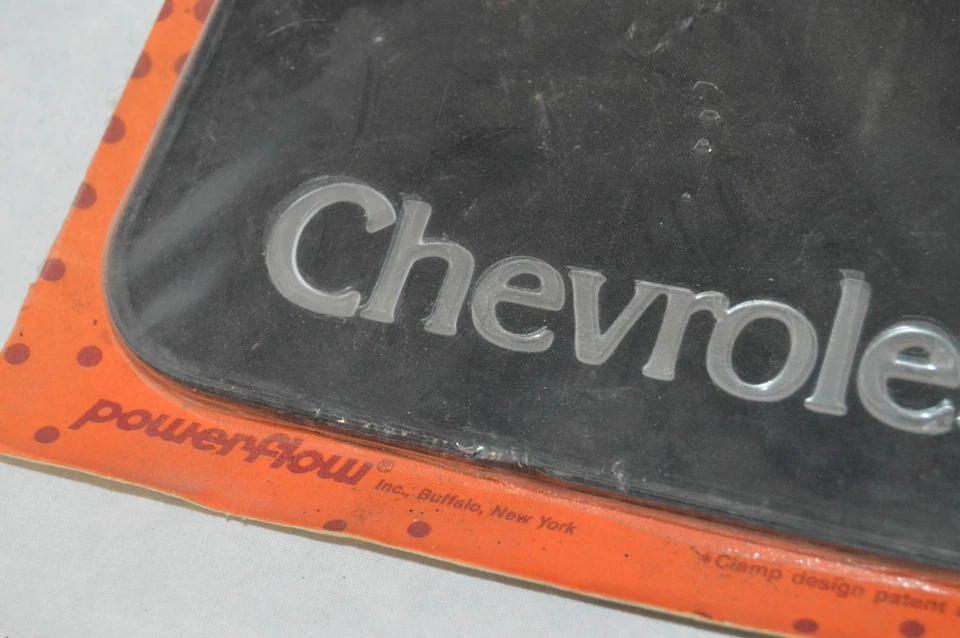 Chevrole
powerflow® Inc., Buffalo, New York
*Clamp design patent